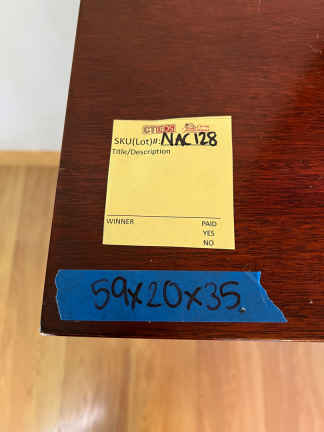 SKU(Lot)#: NAC128
Title/Description
WINNER PAID
YES
NO
59x20x35